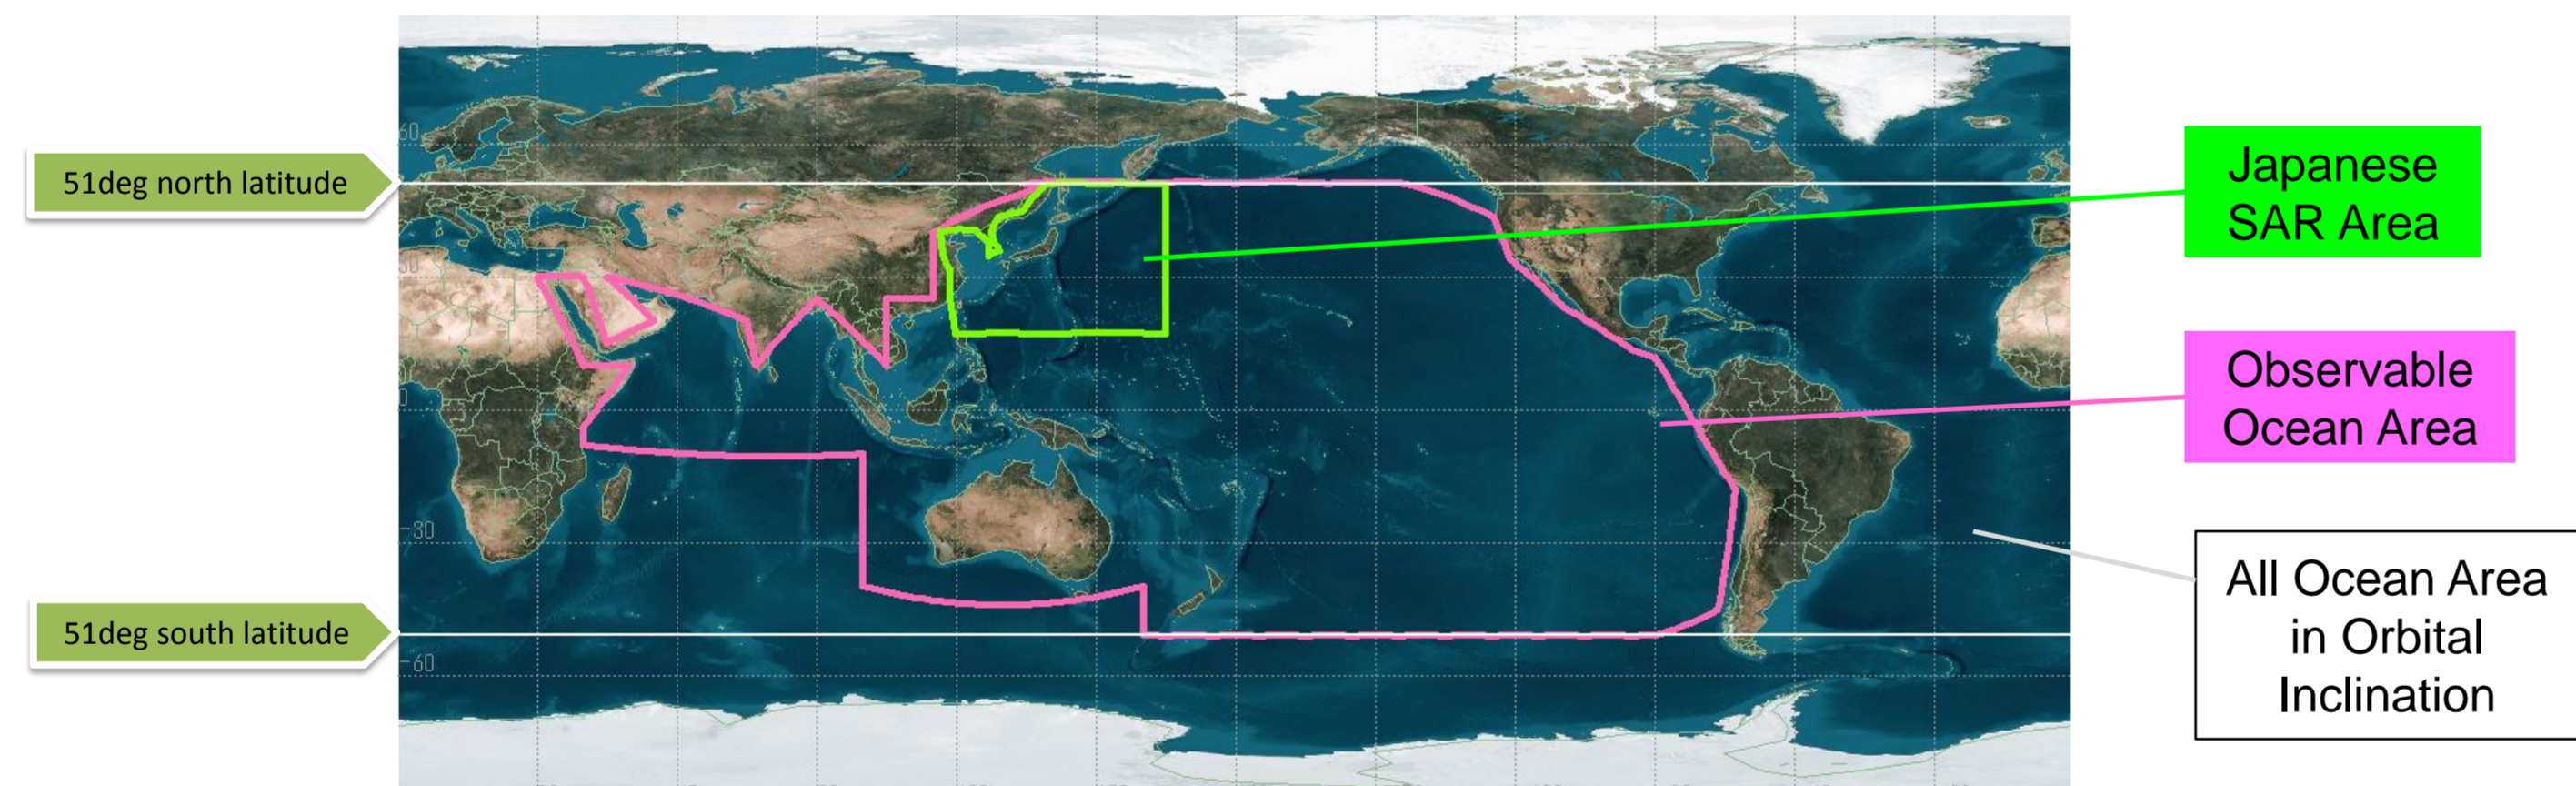 51deg north latitude
51deg south latitude
60
30
0
-30
-60
Japanese
SAR Area
Observable
Ocean Area
All Ocean Area
in Orbital
Inclination